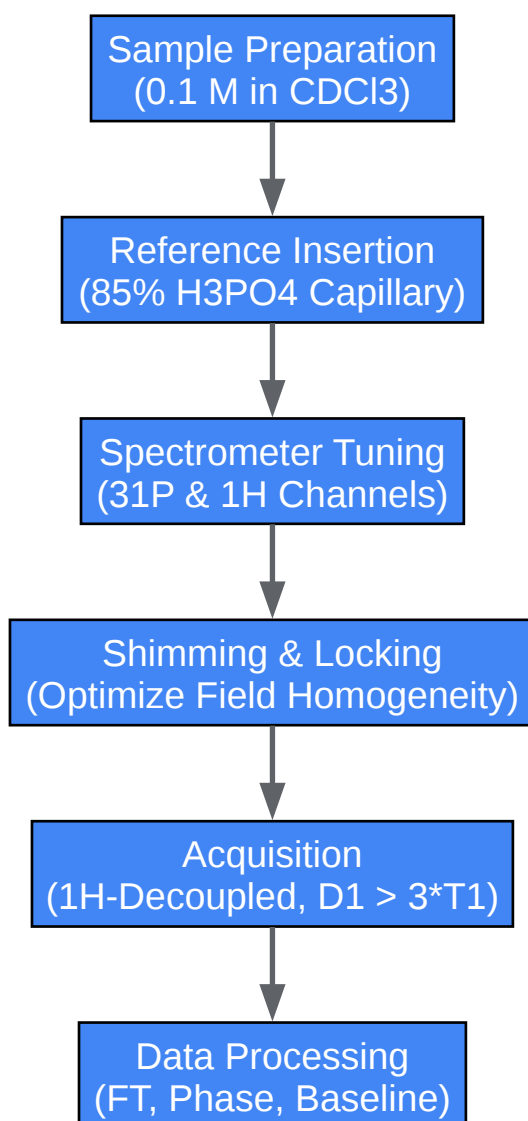 Sample Preparation
(0.1 M in CDCl3)
Reference Insertion
(85% H3PO4 Capillary)
Spectrometer Tuning
(31P & 1H Channels)
Shimming & Locking
(Optimize Field Homogeneity)
Acquisition
(1H-Decoupled, D1 > 3*T1)
Data Processing
(FT, Phase, Baseline)